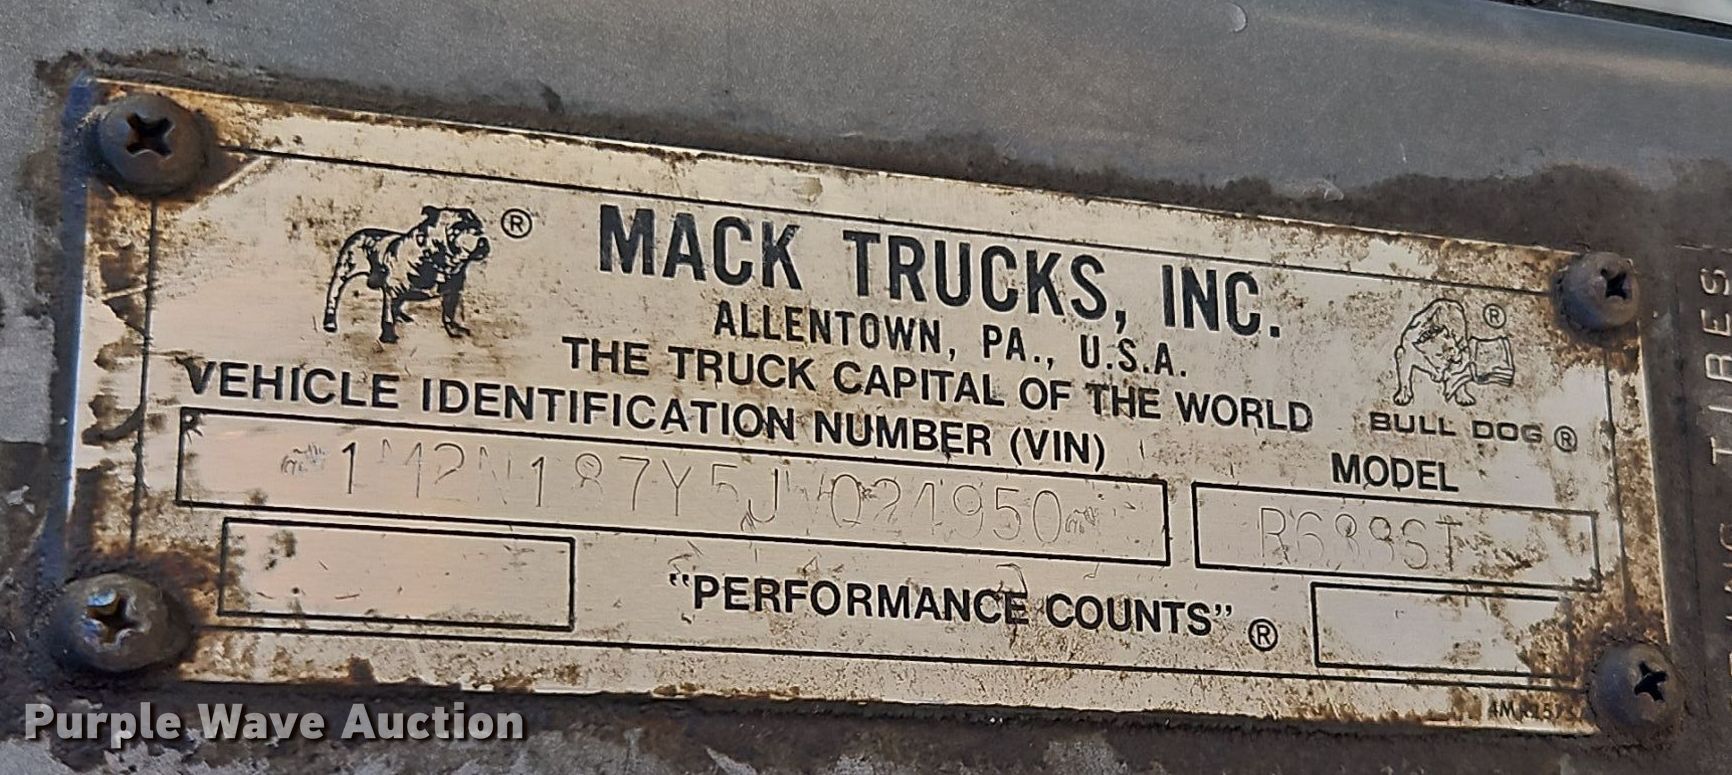 ® MACK TRUCKS, INC.
ALLENTOWN, PA., U.S.A.
THE TRUCK CAPITAL OF THE WORLD
®
BULL DOG ®
VEHICLE IDENTIFICATION NUMBER (VIN)
MODEL
1M2N187Y5JW024950
R688ST
"PERFORMANCE COUNTS" ®
TIRES
Purple Wave Auction